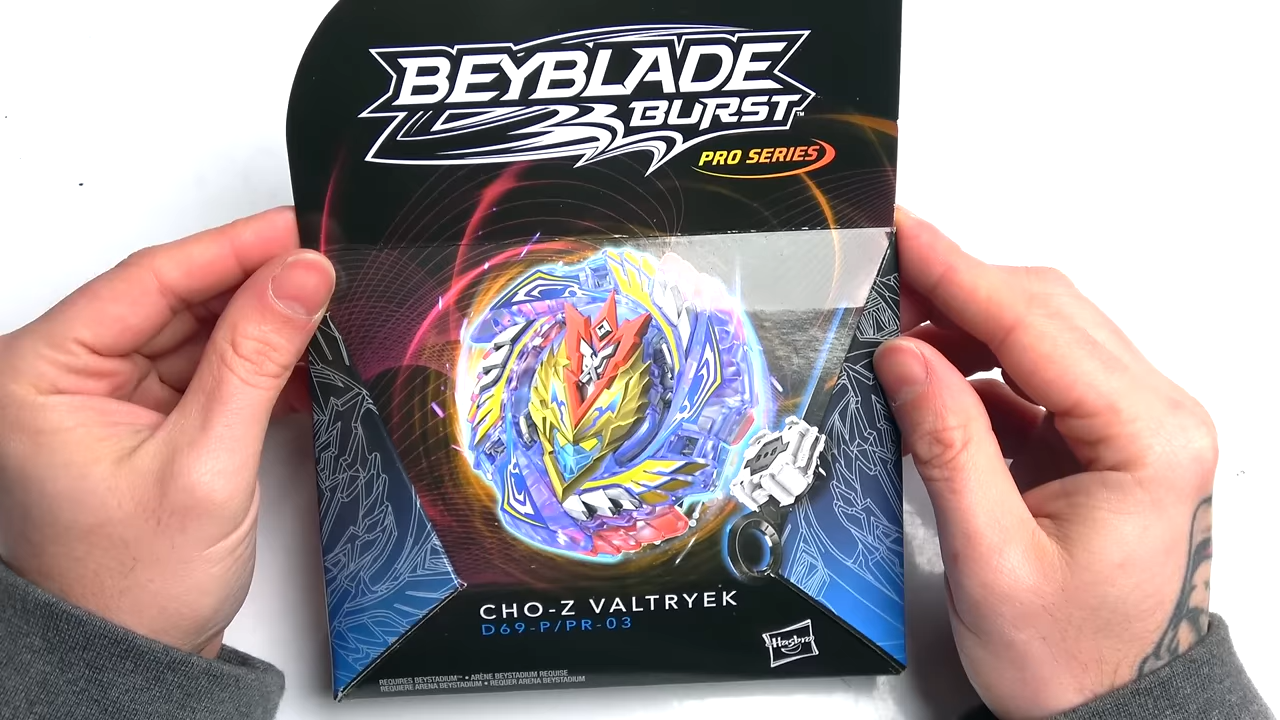 BEYBLADE
BURST™
PRO SERIES
CHO-Z VALTRYEK
D69-P/PR-03
Hasbro
REQUIRES BEYSTADIUM™ • ARÈNE BEYSTADIUM REQUISE
REQUIERE ARENA BEYSTADIUM • REQUER ARENA BEYSTADIUM